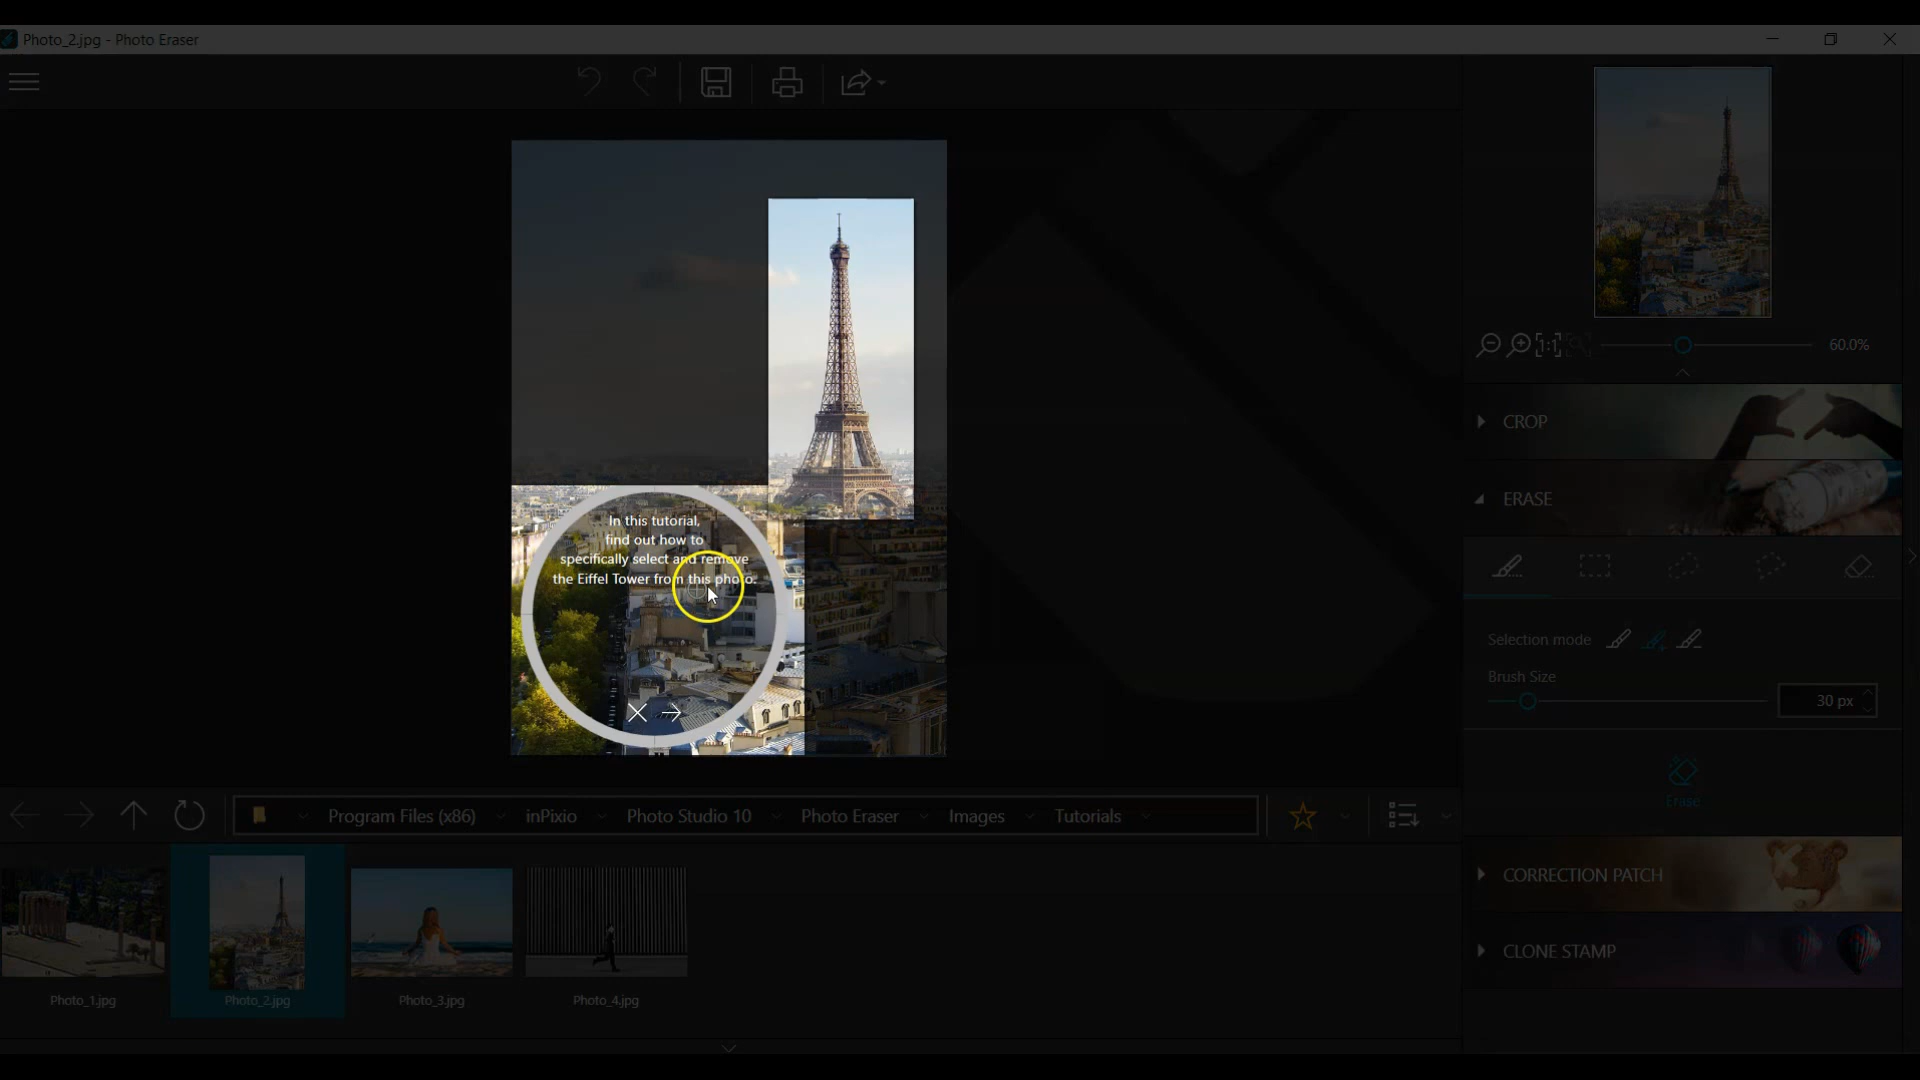 Photo_2.jpg - Photo Eraser
60.0%
CROP
ERASE
In this tutorial,
find out how to
specifically select and remove
the Eiffel Tower from this photo.
Selection mode
Brush Size
30 px
Erase
Program Files (x86)
inPixio
Photo Studio 10
Photo Eraser
Images
Tutorials
CORRECTION PATCH
CLONE STAMP
Photo_1.jpg
Photo_2.jpg
Photo_3.jpg
Photo_4.jpg